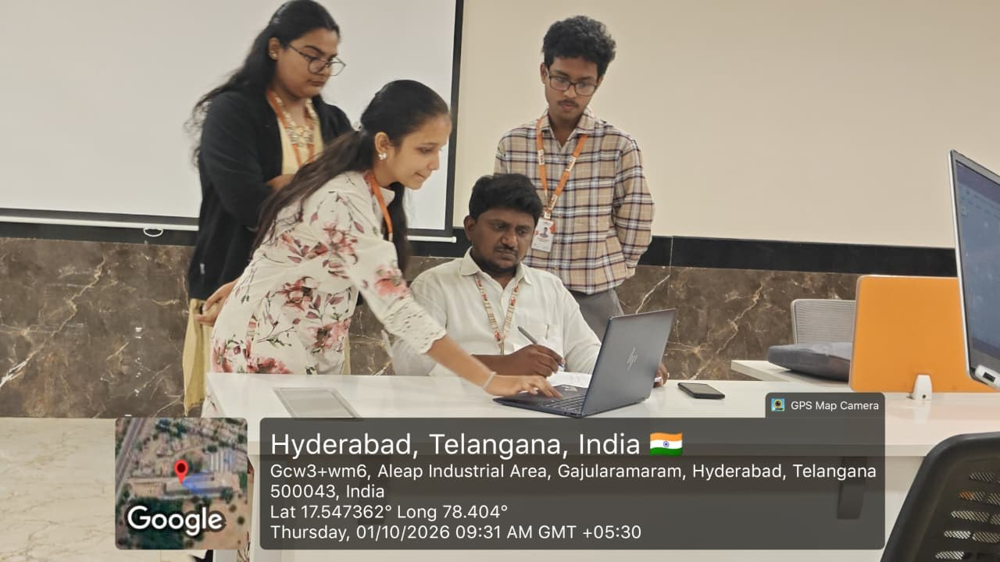 GPS Map Camera
Hyderabad, Telangana, India
Gcw3+wm6, Aleap Industrial Area, Gajularamaram, Hyderabad, Telangana
500043, India
Lat 17.547362° Long 78.404°
Thursday, 01/10/2026 09:31 AM GMT +05:30
Google
hp